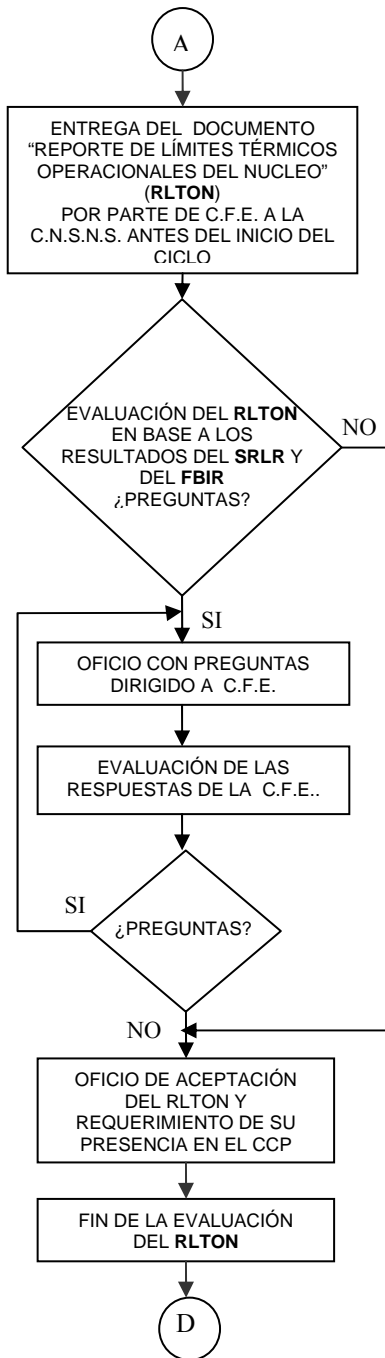 A
ENTREGA DEL DOCUMENTO
“REPORTE DE LÍMITES TÉRMICOS
OPERACIONALES DEL NUCLEO”
(RLTON)
POR PARTE DE C.F.E. A LA
C.N.S.N.S. ANTES DEL INICIO DEL
CICLO
EVALUACIÓN DEL RLTON
EN BASE A LOS
RESULTADOS DEL SRLR Y
DEL FBIR
¿PREGUNTAS?
NO
SI
OFICIO CON PREGUNTAS
DIRIGIDO A C.F.E.
EVALUACIÓN DE LAS
RESPUESTAS DE LA C.F.E..
SI
¿PREGUNTAS?
NO
OFICIO DE ACEPTACIÓN
DEL RLTON Y
REQUERIMIENTO DE SU
PRESENCIA EN EL CCP
FIN DE LA EVALUACIÓN
DEL RLTON
D